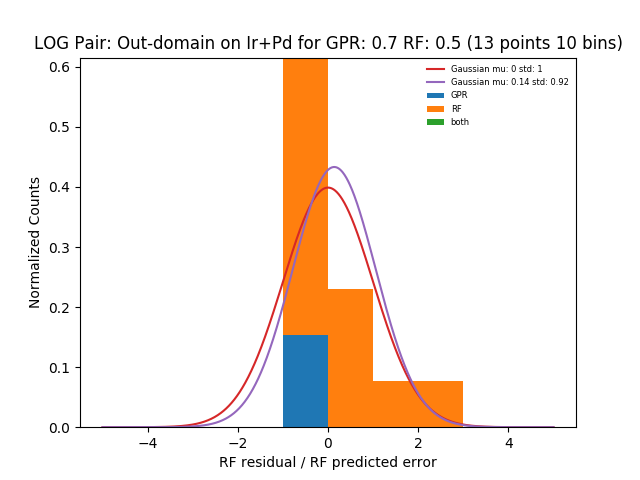 LOG Pair: Out-domain on Ir+Pd for GPR: 0.7 RF: 0.5 (13 points 10 bins)
Gaussian mu: 0 std: 1
Gaussian mu: 0.14 std: 0.92
GPR
RF
both
Normalized Counts
0.6
0.5
0.4
0.3
0.2
0.1
0.0
−4 −2 0 2 4
RF residual / RF predicted error